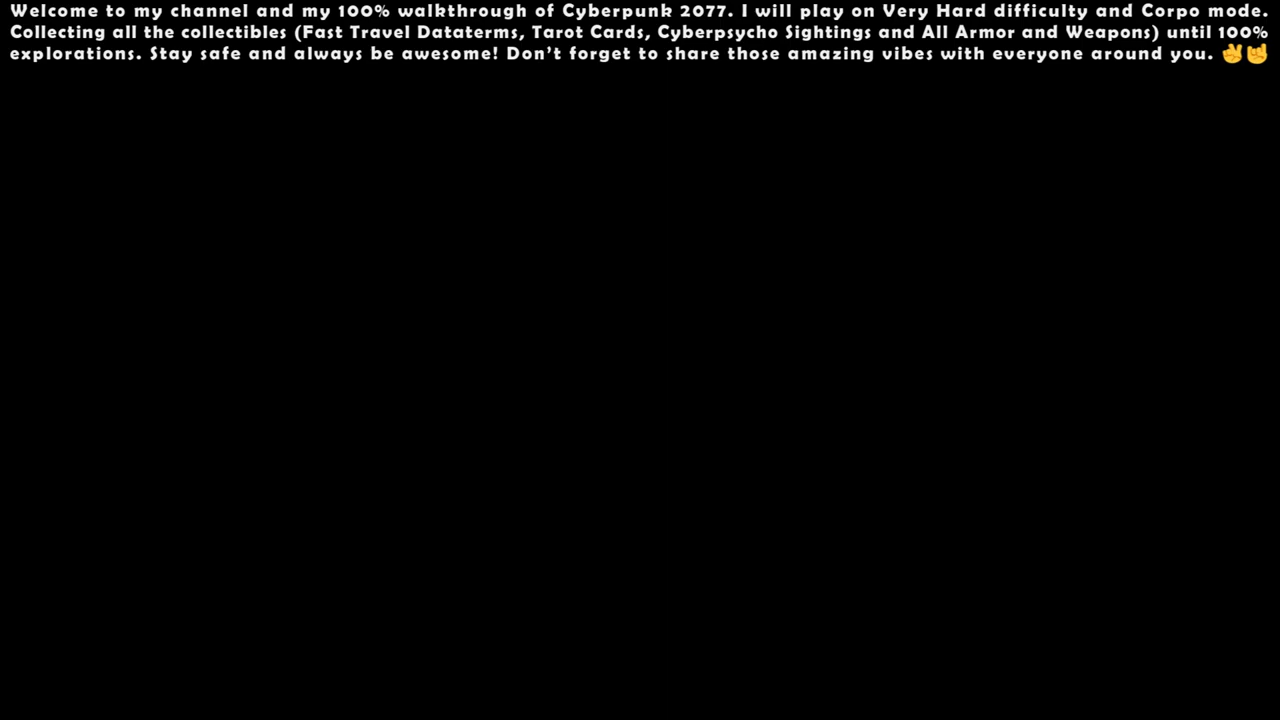 Welcome to my channel and my 100% walkthrough of Cyberpunk 2077. I will play on Very Hard difficulty and Corpo mode.
Collecting all the collectibles (Fast Travel Dataterms, Tarot Cards, Cyberpsycho Sightings and All Armor and Weapons) until 100%
explorations. Stay safe and always be awesome! Don’t forget to share those amazing vibes with everyone around you. ✌️🤘